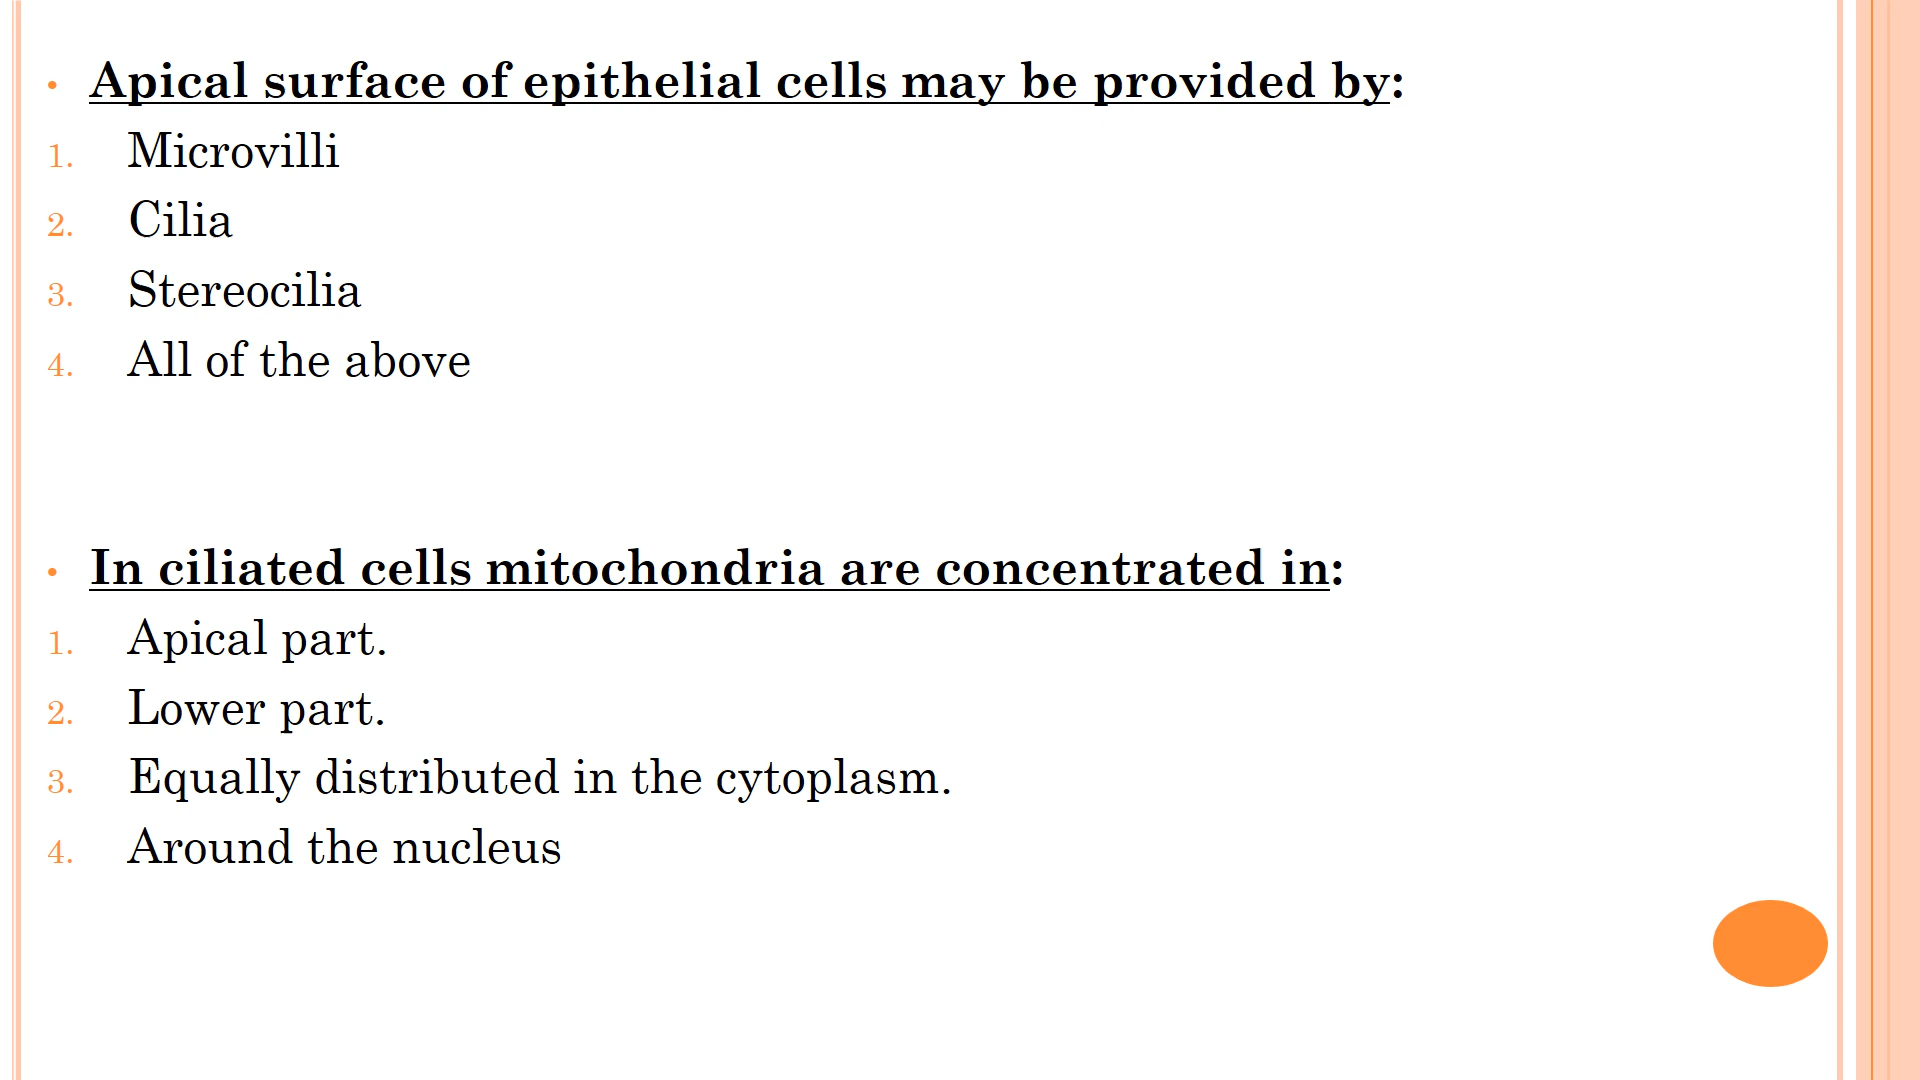 • Apical surface of epithelial cells may be provided by:
1. Microvilli
2. Cilia
3. Stereocilia
4. All of the above
• In ciliated cells mitochondria are concentrated in:
1. Apical part.
2. Lower part.
3. Equally distributed in the cytoplasm.
4. Around the nucleus